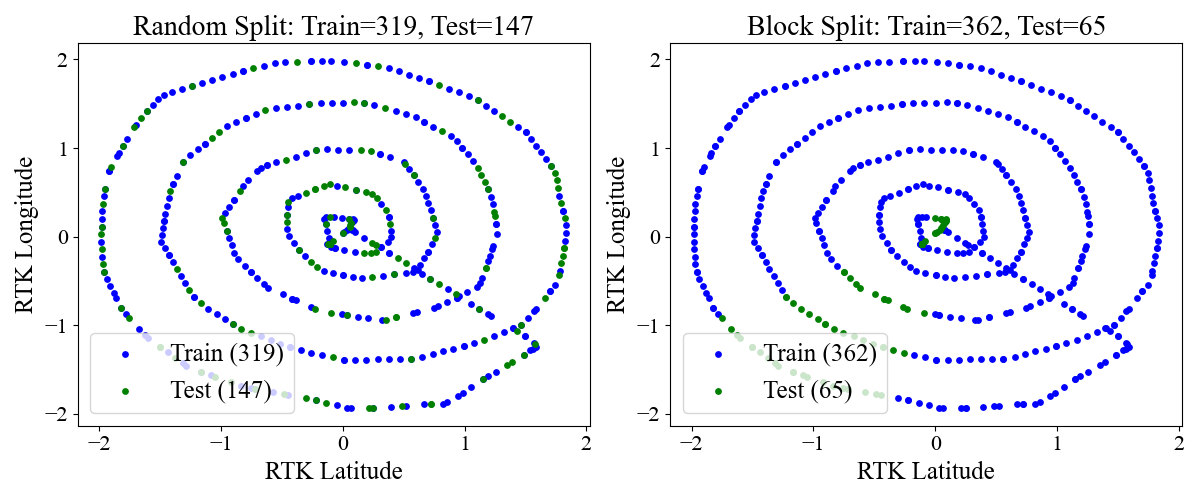 Random Split: Train=319, Test=147
RTK Longitude
2
1
0
−1
−2
Train (319)
Test (147)
−2
−1
0
1
2
RTK Latitude
Block Split: Train=362, Test=65
RTK Longitude
2
1
0
−1
−2
Train (362)
Test (65)
−2
−1
0
1
2
RTK Latitude